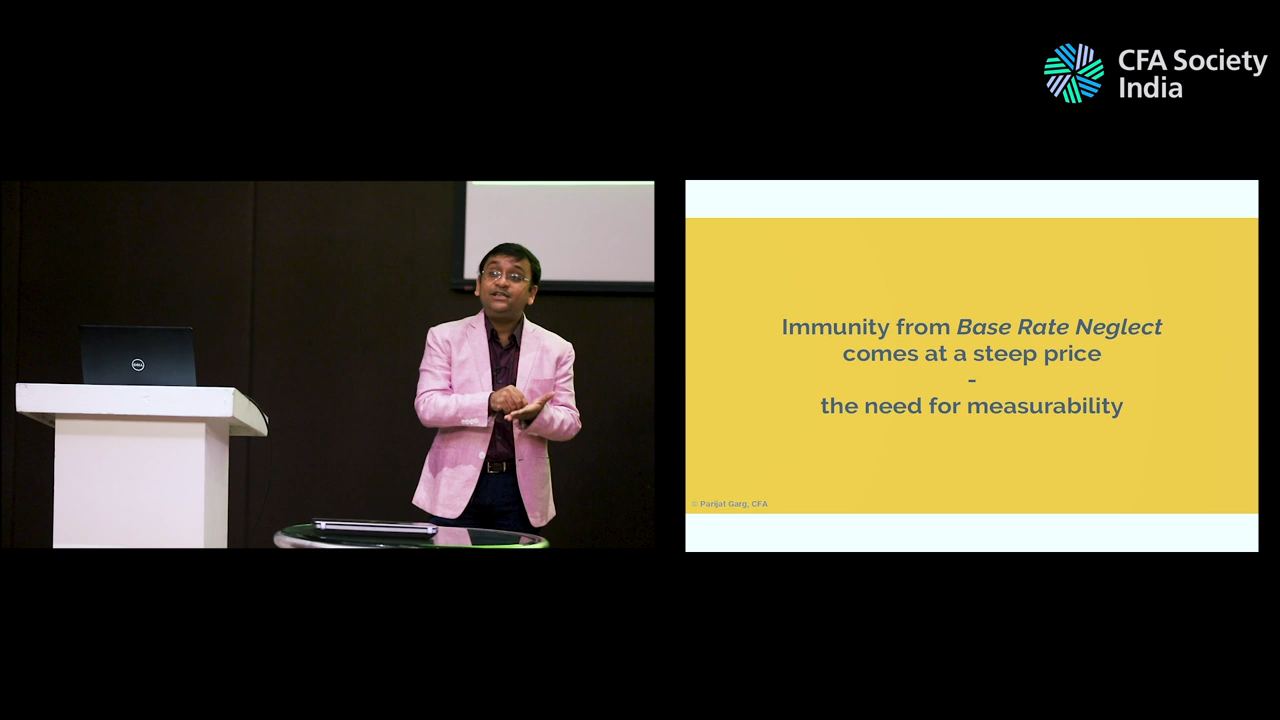 CFA Society
India
DELL
Immunity from Base Rate Neglect
comes at a steep price
-
the need for measurability
© Parijat Garg, CFA